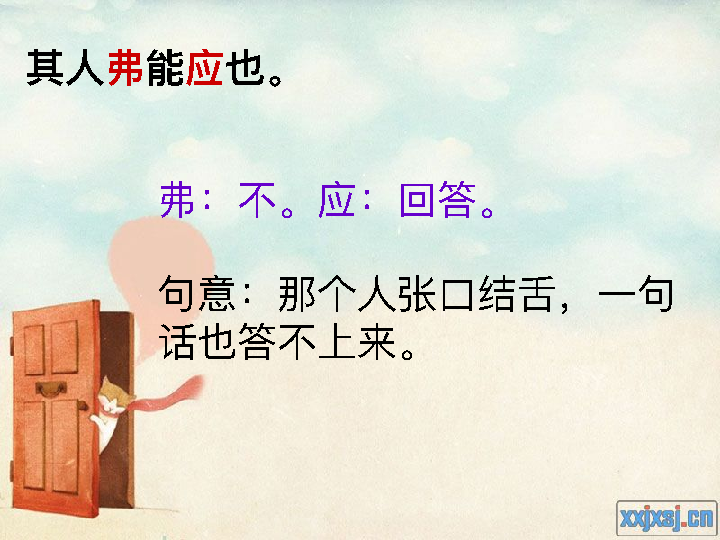 其人弗能应也。
弗：不。应：回答。
句意：那个人张口结舌，一句
话也答不上来。
xxjxsj.cn